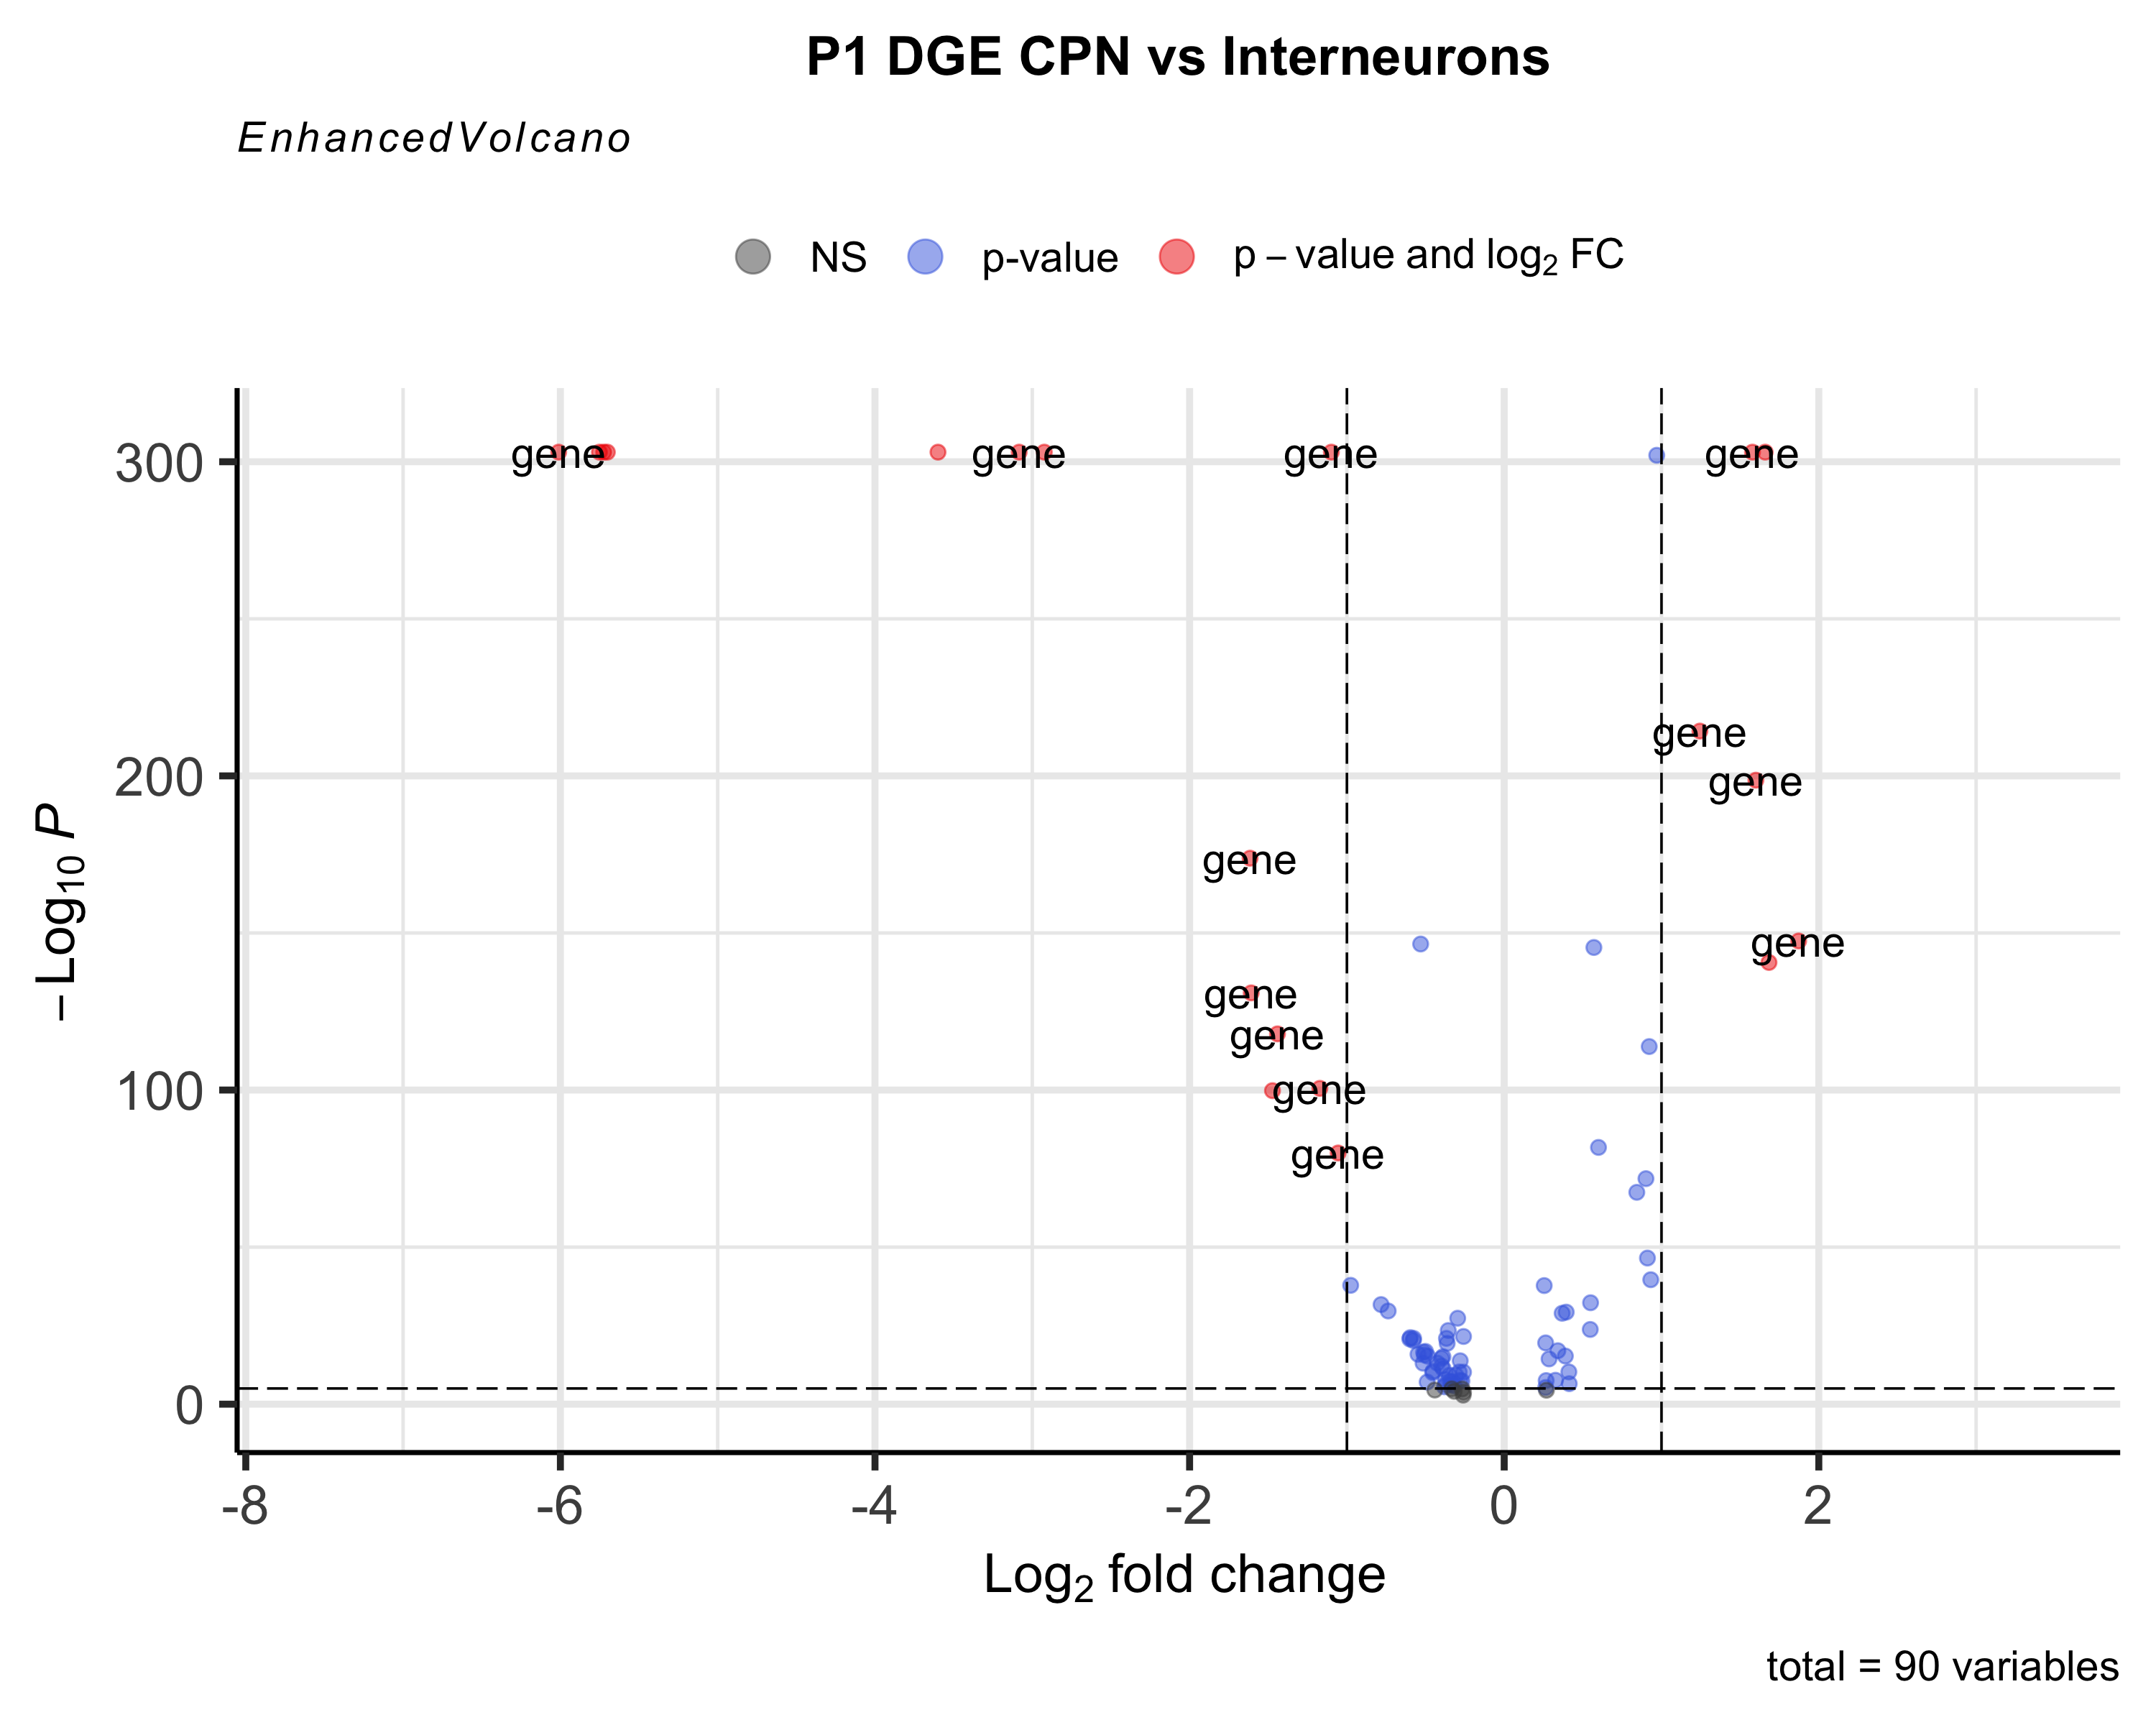 P1 DGE CPN vs Interneurons
EnhancedVolcano
NS p-value p – value and log₂ FC
300
gene gene gene gene
gene
200
gene
gene
gene
gene
gene
100
gene
gene
0
-8 -6 -4 -2 0 2
– Log₁₀ P
Log₂ fold change
total = 90 variables